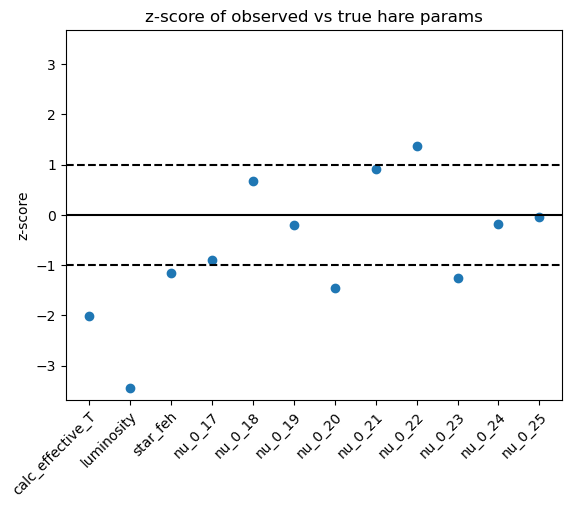 z-score of observed vs true hare params
z-score
3
2
1
0
−1
−2
−3
calc_effective_T
luminosity
star_feh
nu_0_17
nu_0_18
nu_0_19
nu_0_20
nu_0_21
nu_0_22
nu_0_23
nu_0_24
nu_0_25